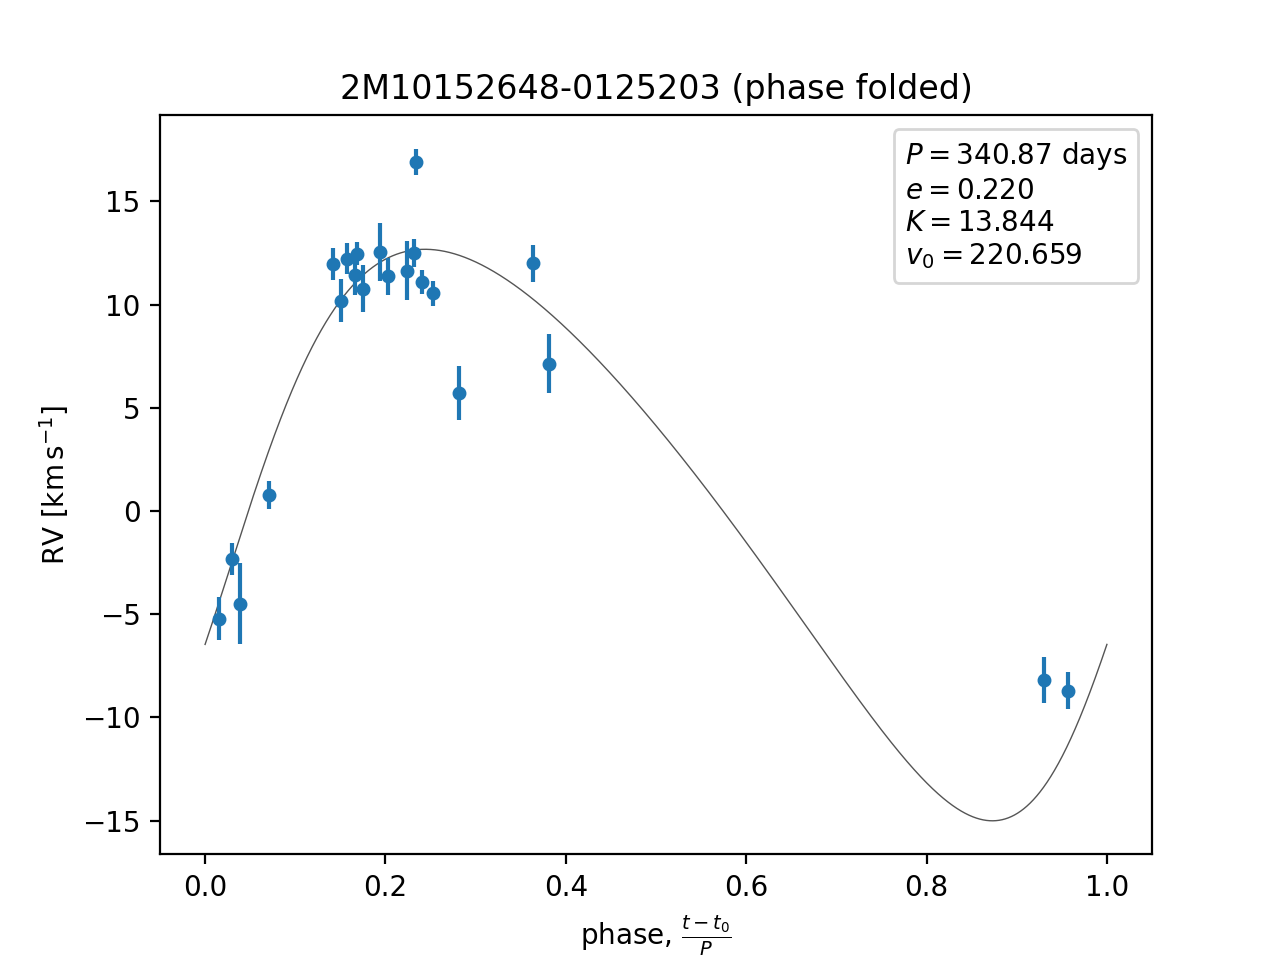 2M10152648-0125203 (phase folded)
P = 340.87 days
e = 0.220
K = 13.844
v₀ = 220.659
RV [km s⁻¹]
15
10
5
0
−5
−10
−15
0.0 0.2 0.4 0.6 0.8 1.0
phase, (t − t₀)/P